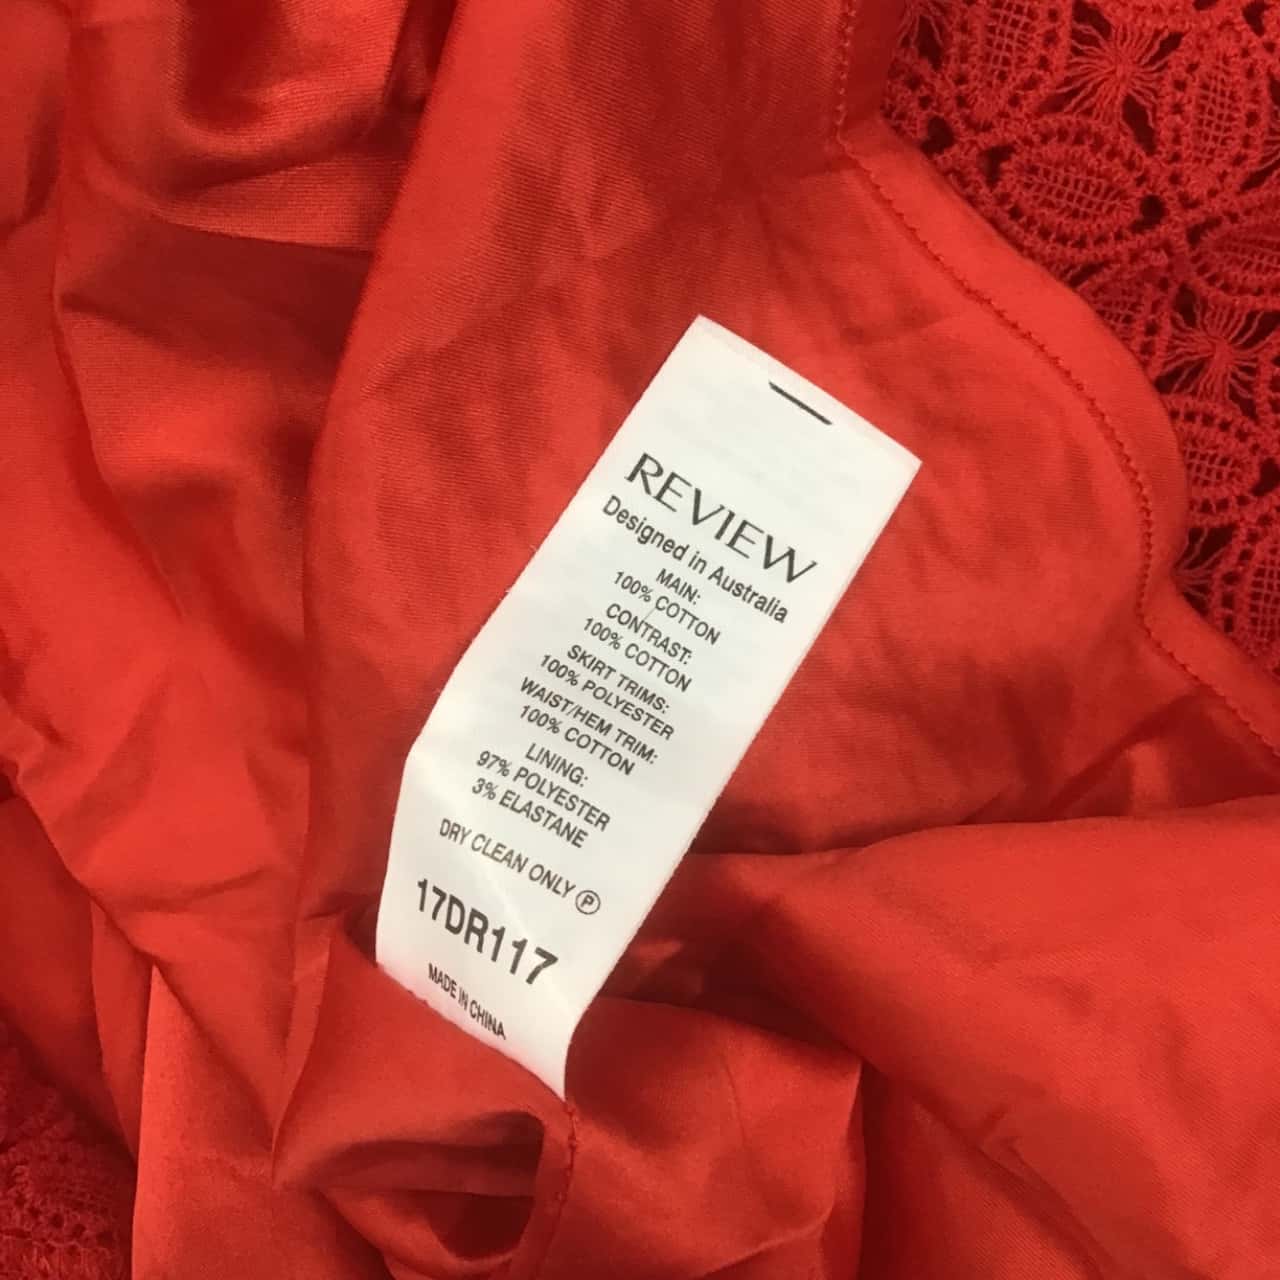 REVIEW
Designed in Australia
MAIN:
100% COTTON
CONTRAST:
100% COTTON
SKIRT TRIMS:
100% POLYESTER
WAIST/HEM TRIM:
100% COTTON
LINING:
97% POLYESTER
3% ELASTANE
DRY CLEAN ONLY Ⓟ
17DR117
MADE IN CHINA